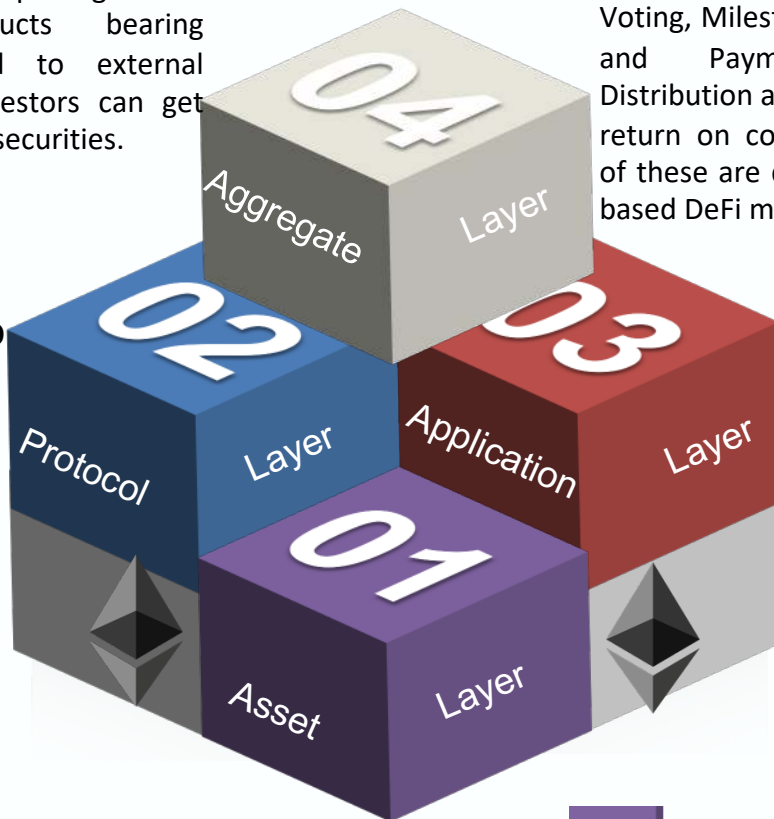 ucts bearing
to external
estors can get
securities.
Voting, Milest
and Paym
Distribution a
return on co
of these are
based DeFi m
04
Aggregate Layer
02
Protocol Layer
03
Application Layer
01
Asset Layer